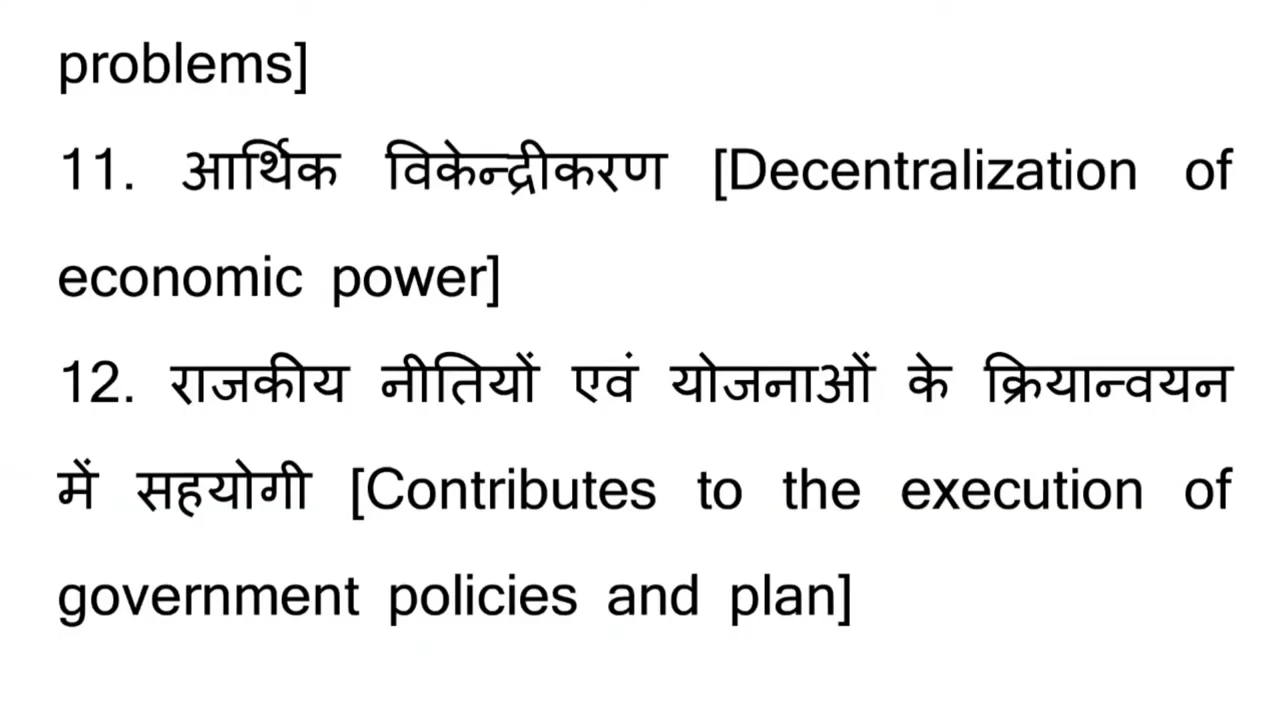 problems]
11. आर्थिक विकेन्द्रीकरण [Decentralization of
economic power]
12. राजकीय नीतियों एवं योजनाओं के क्रियान्वयन
में सहयोगी [Contributes to the execution of
government policies and plan]